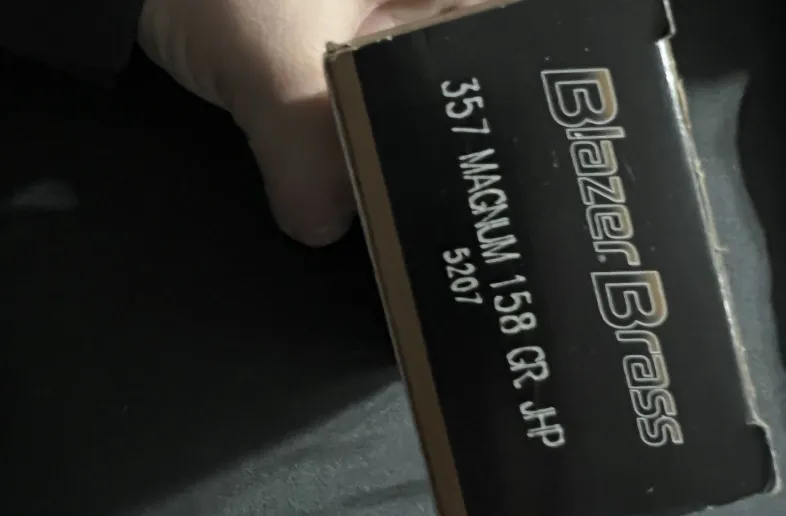 Blazer Brass
357 MAGNUM 158 GR. JHP
5207